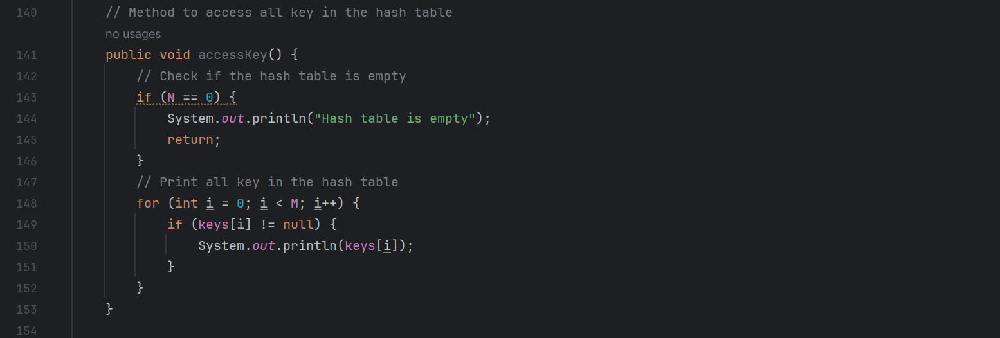 140 // Method to access all key in the hash table
no usages
141 public void accessKey() {
142 // Check if the hash table is empty
143 if (N == 0) {
144 System.out.println("Hash table is empty");
145 return;
146 }
147 // Print all key in the hash table
148 for (int i = 0; i < M; i++) {
149 if (keys[i] != null) {
150 System.out.println(keys[i]);
151 }
152 }
153 }
154